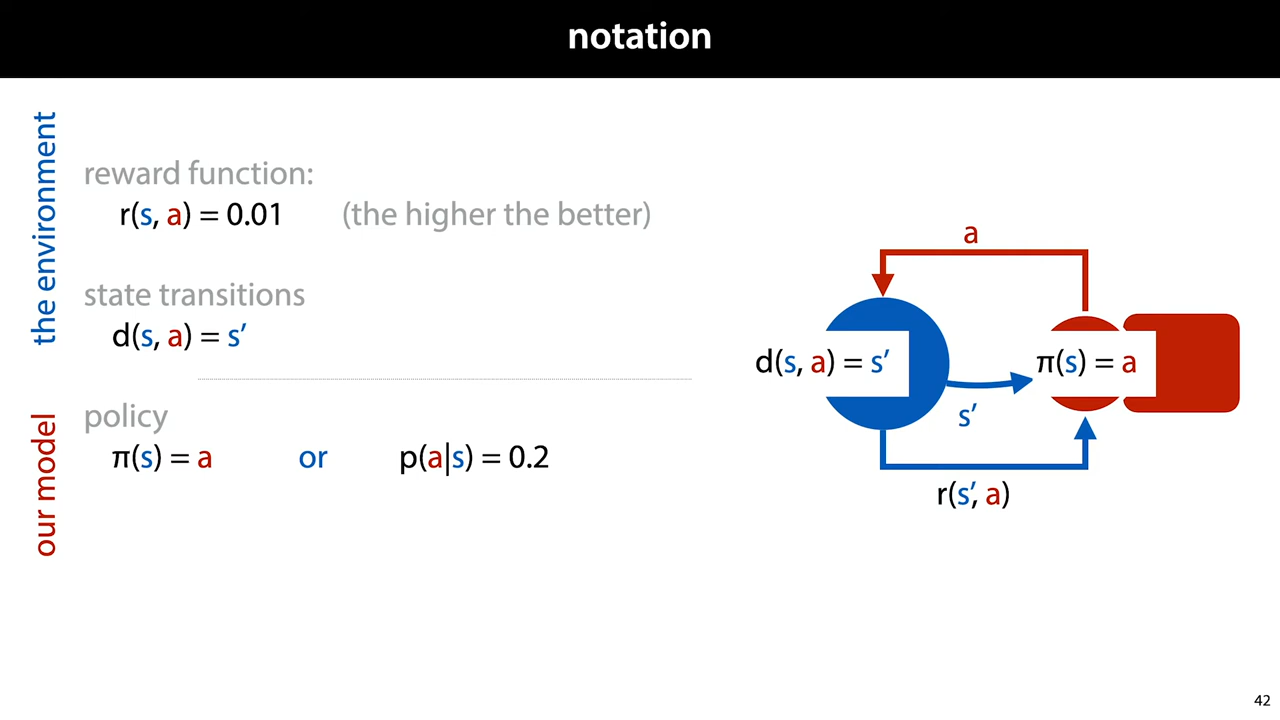 notation
the environment
reward function:
r(s, a) = 0.01 (the higher the better)
state transitions
d(s, a) = s′
our model
policy
π(s) = a or p(a|s) = 0.2
a
d(s, a) = s′
π(s) = a
s′
r(s′, a)
42